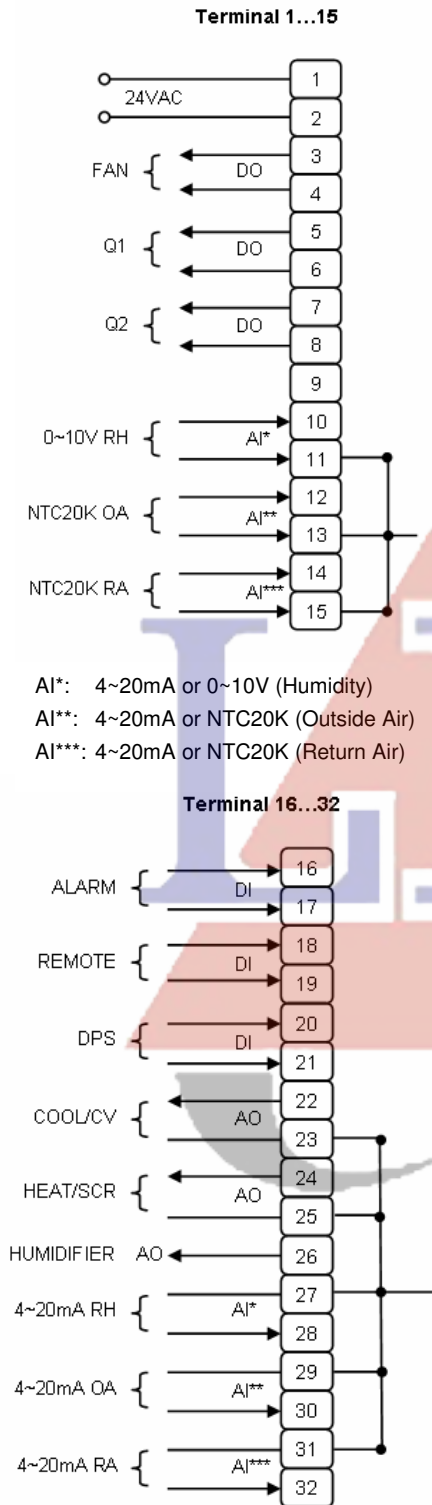 Terminal 1...15
1
24VAC
2
3
FAN { DO
4
5
Q1 { DO
6
7
Q2 { DO
8
9
10
0~10V RH { AI*
11
12
NTC20K OA { AI**
13
14
NTC20K RA { AI***
15
AI*: 4~20mA or 0~10V (Humidity)
AI**: 4~20mA or NTC20K (Outside Air)
AI***: 4~20mA or NTC20K (Return Air)
Terminal 16...32
16
ALARM { DI
17
18
REMOTE { DI
19
20
DPS { DI
21
22
COOL/CV { AO
23
24
HEAT/SCR { AO
25
HUMIDIFIER AO 26
27
4~20mA RH { AI*
28
29
4~20mA OA { AI**
30
31
4~20mA RA { AI***
32